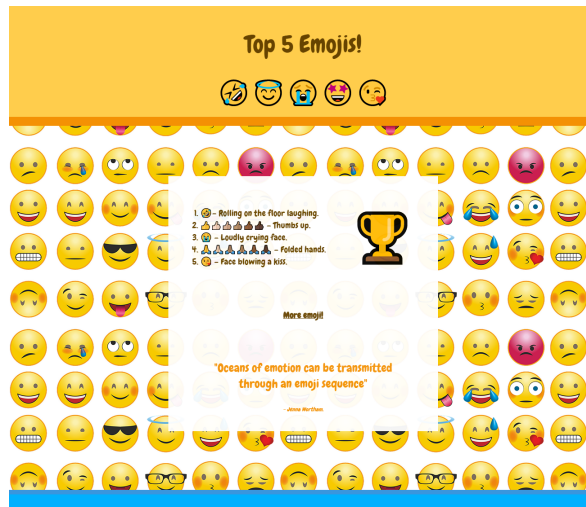 Top 5 Emojis!
🤣 😇 😭 🤩 😘
1. 🤣 - Rolling on the floor laughing.
2. 👍👍🏻👍🏼👍🏽👍🏾👍🏿 - Thumbs up.
3. 😭 - Loudly crying face.
4. 🙏🙏🏻🙏🏼🙏🏽🙏🏾🙏🏿 - Folded hands.
5. 😘 - Face blowing a kiss.
More emoji!
"Oceans of emotion can be transmitted
through an emoji sequence"
- Jenna Wortham.